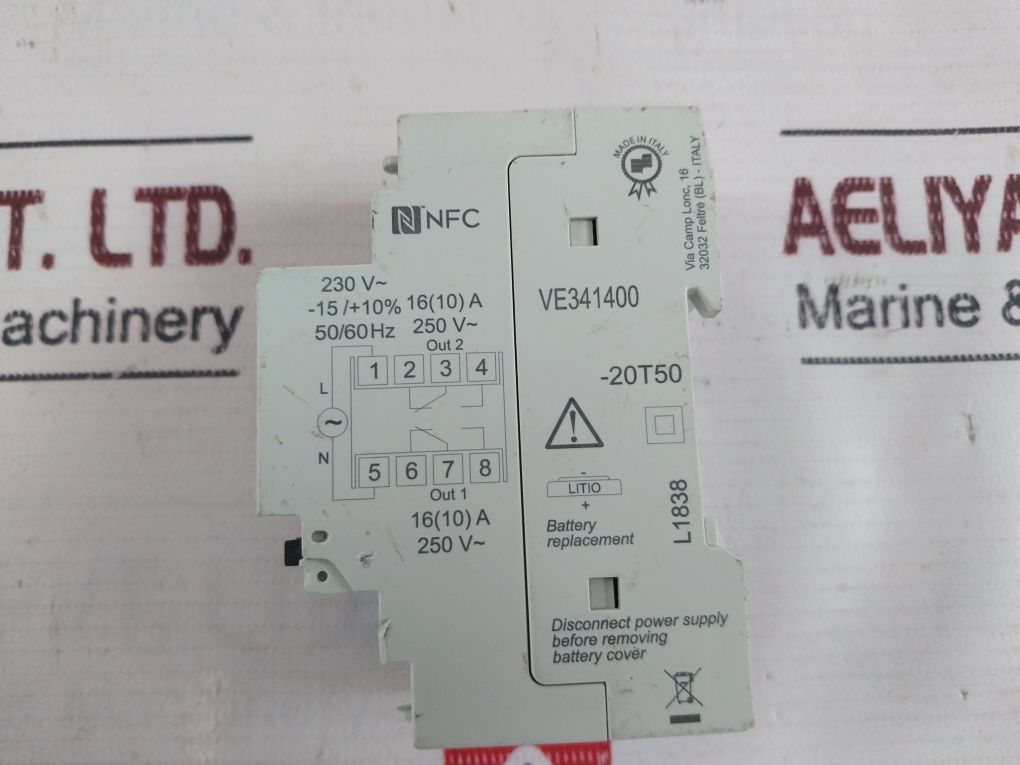 T. LTD.
achinery
AELIYA
Marine &
MADE IN ITALY
Via Camp Lonc, 16
32032 Feltre (BL) - ITALY
NFC
VE341400
230 V~
-15 /+10%
50/60Hz
16(10) A
250 V~
Out 2
1 2 3 4
L
~
N
5 6 7 8
Out 1
16(10) A
250 V~
-20T50
-
LITIO
+
Battery
replacement
L1838
Disconnect power supply
before removing
battery cover